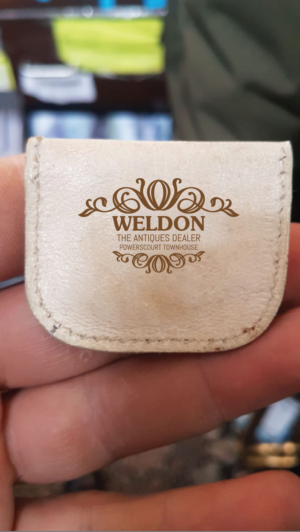 WELDON
THE ANTIQUES DEALER
POWERSCOURT TOWNHOUSE